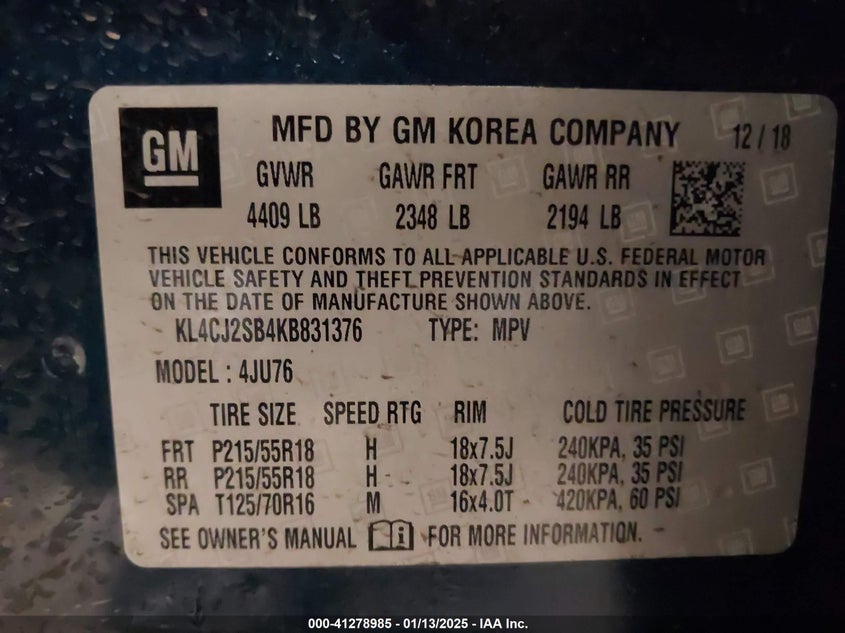 GM
MFD BY GM KOREA COMPANY 12 / 18
GVWR GAWR FRT GAWR RR
4409 LB 2348 LB 2194 LB
THIS VEHICLE CONFORMS TO ALL APPLICABLE U.S. FEDERAL MOTOR
VEHICLE SAFETY AND THEFT PREVENTION STANDARDS IN EFFECT
ON THE DATE OF MANUFACTURE SHOWN ABOVE.
KL4CJ2SB4KB831376 TYPE: MPV
MODEL : 4JU76
TIRE SIZE SPEED RTG RIM COLD TIRE PRESSURE
FRT P215/55R18 H 18x7.5J 240KPA, 35 PSI
RR P215/55R18 H 18x7.5J 240KPA, 35 PSI
SPA T125/70R16 M 16x4.0T 420KPA, 60 PSI
SEE OWNER'S MANUAL i FOR MORE INFORMATION.
000-41278985 - 01/13/2025 - IAA Inc.